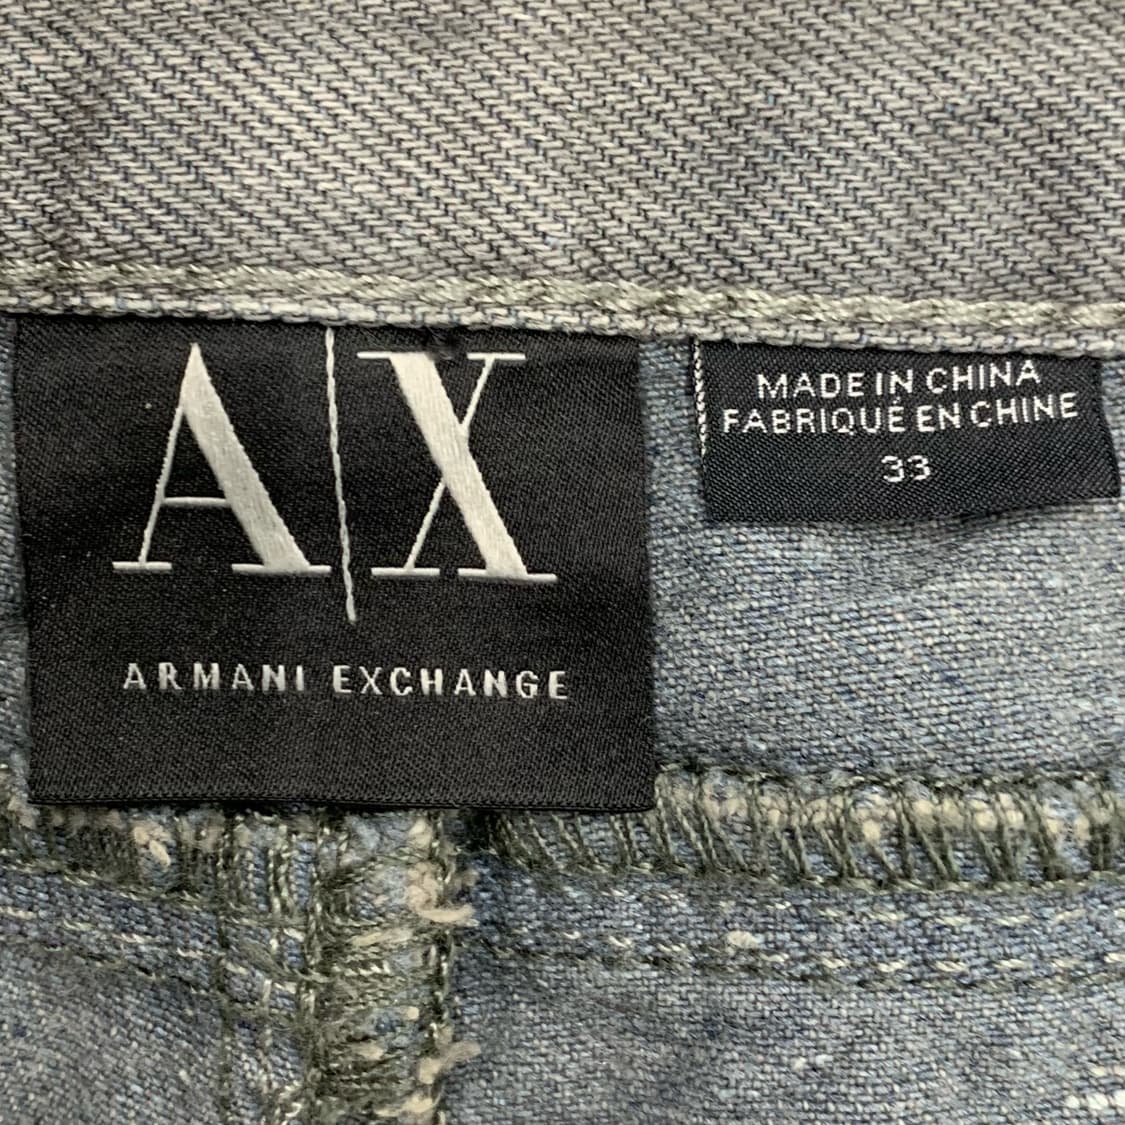 A|X
ARMANI EXCHANGE
MADE IN CHINA
FABRIQUÉ EN CHINE
33